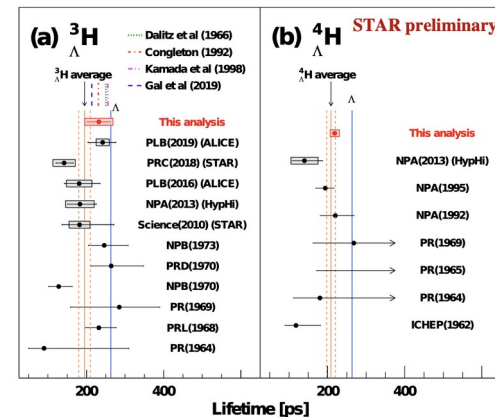 (a) ³ΛH
Dalitz et al (1966)
Congleton (1992)
Kamada et al (1998)
Gal et al (2019)
³ΛH average
Λ
This analysis
PLB(2019) (ALICE)
PRC(2018) (STAR)
PLB(2016) (ALICE)
NPA(2013) (HypHi)
Science(2010) (STAR)
NPB(1973)
PRD(1970)
NPB(1970)
PR(1969)
PRL(1968)
PR(1964)
200
400
(b) ⁴ΛH
STAR preliminary
⁴ΛH average
Λ
This analysis
NPA(2013) (HypHi)
NPA(1995)
NPA(1992)
PR(1969)
PR(1965)
PR(1964)
ICHEP(1962)
200
400
Lifetime [ps]